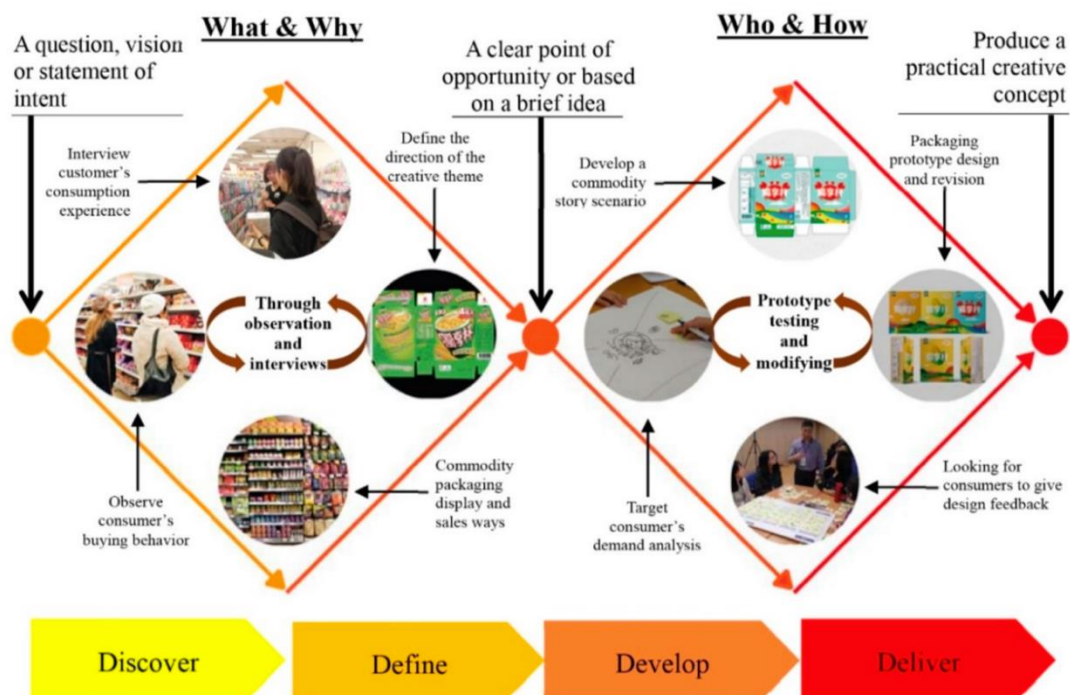 What & Why
Who & How
A question, vision
or statement of
intent
A clear point of
opportunity or based
on a brief idea
Produce a
practical creative
concept
Interview
customer's
consumption
experience
Define the
direction of the
creative theme
Develop a
commodity
story scenario
Packaging
prototype design
and revision
Through
observation
and
interviews
Prototype
testing
and
modifying
Observe
consumer's
buying behavior
Commodity
packaging
display and
sales ways
Target
consumer's
demand analysis
Looking for
consumers to give
design feedback
Discover
Define
Develop
Deliver